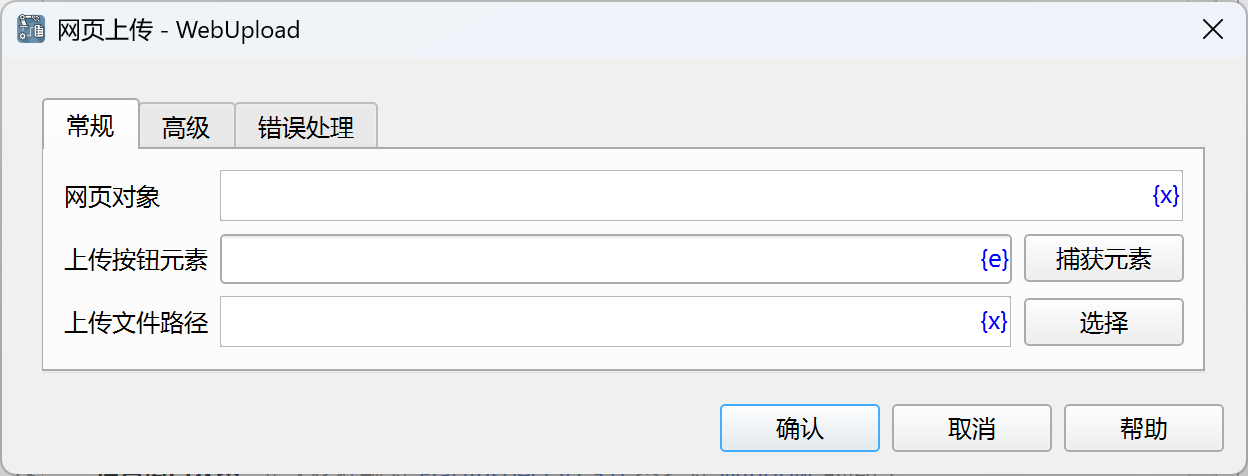 网页上传 - WebUpload
常规 高级 错误处理
网页对象 {x}
上传按钮元素 {e} 捕获元素
上传文件路径 {x} 选择
确认 取消 帮助